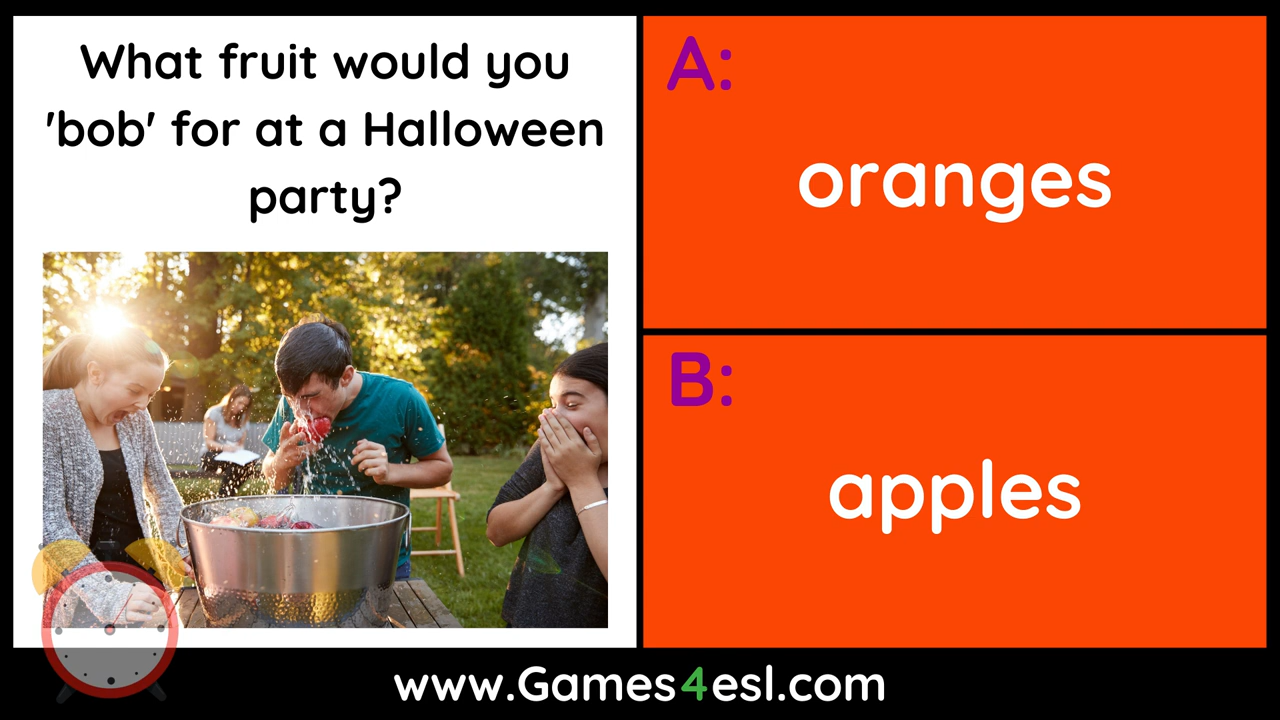 What fruit would you
'bob' for at a Halloween
party?
A:
oranges
B:
apples
www.Games4esl.com